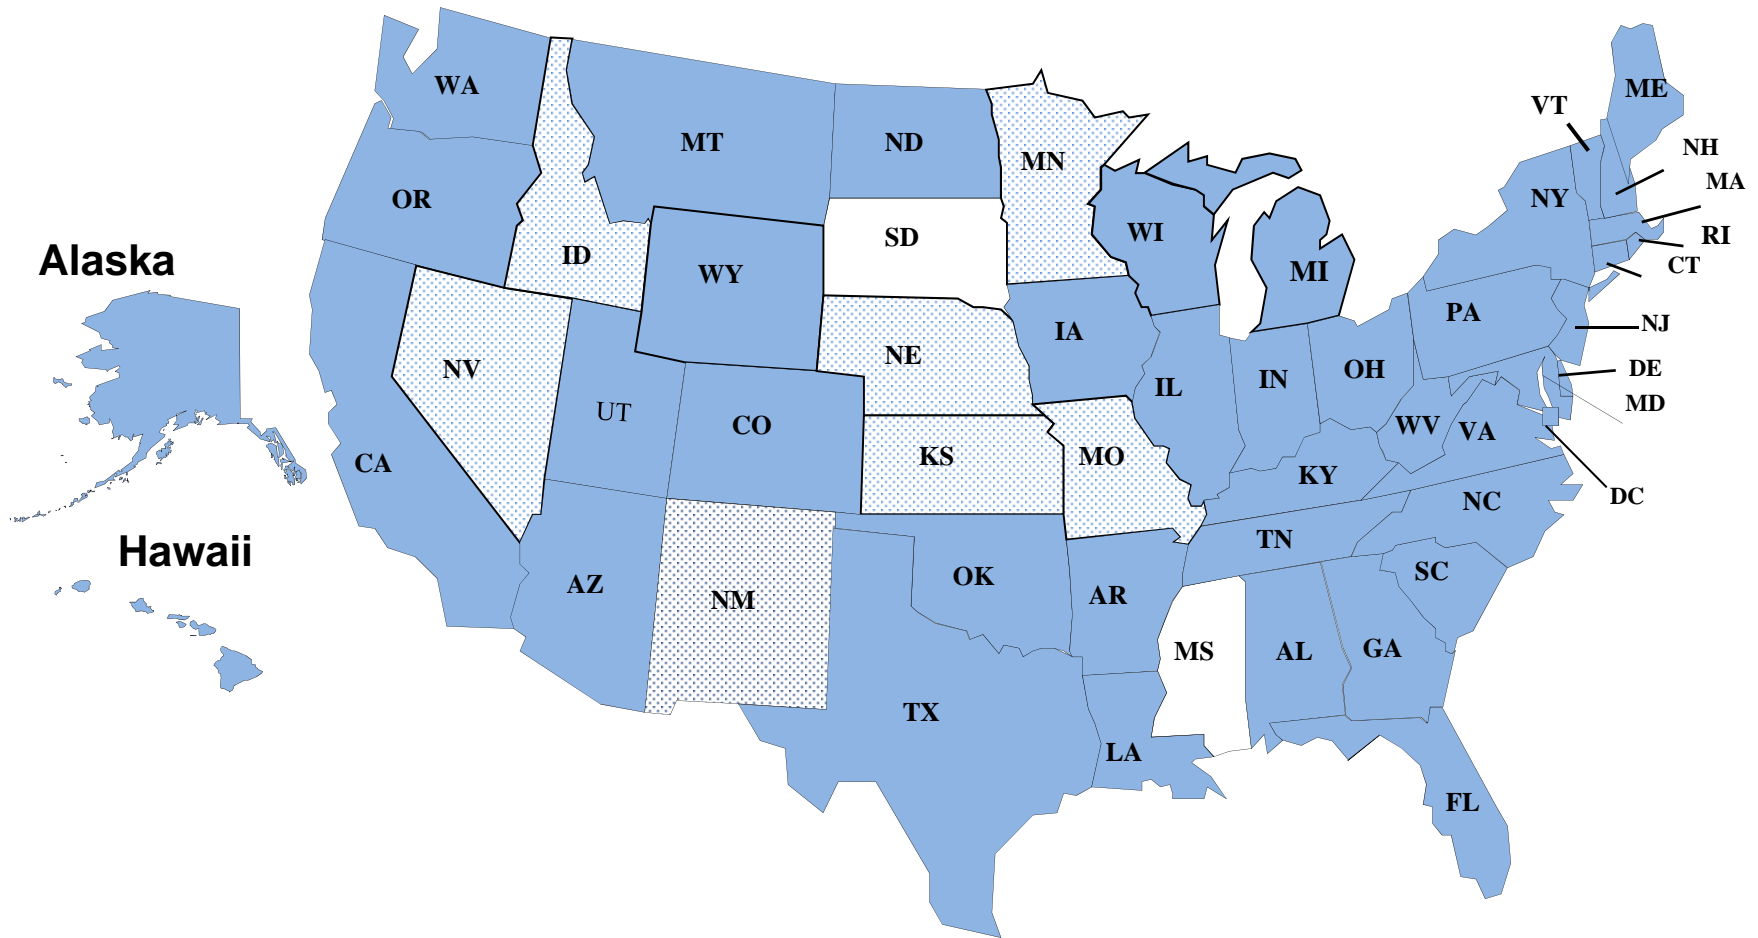 WA
ME
VT
MT
ND
NH
MN
MA
OR
NY
WI
RI
SD
ID
Alaska
CT
MI
WY
PA
NJ
IA
NE
NV
OH
DE
IN
IL
MD
UT
CO
WV
VA
KS
MO
CA
KY
DC
NC
TN
Hawaii
SC
OK
AZ
AR
NM
GA
MS
AL
TX
LA
FL